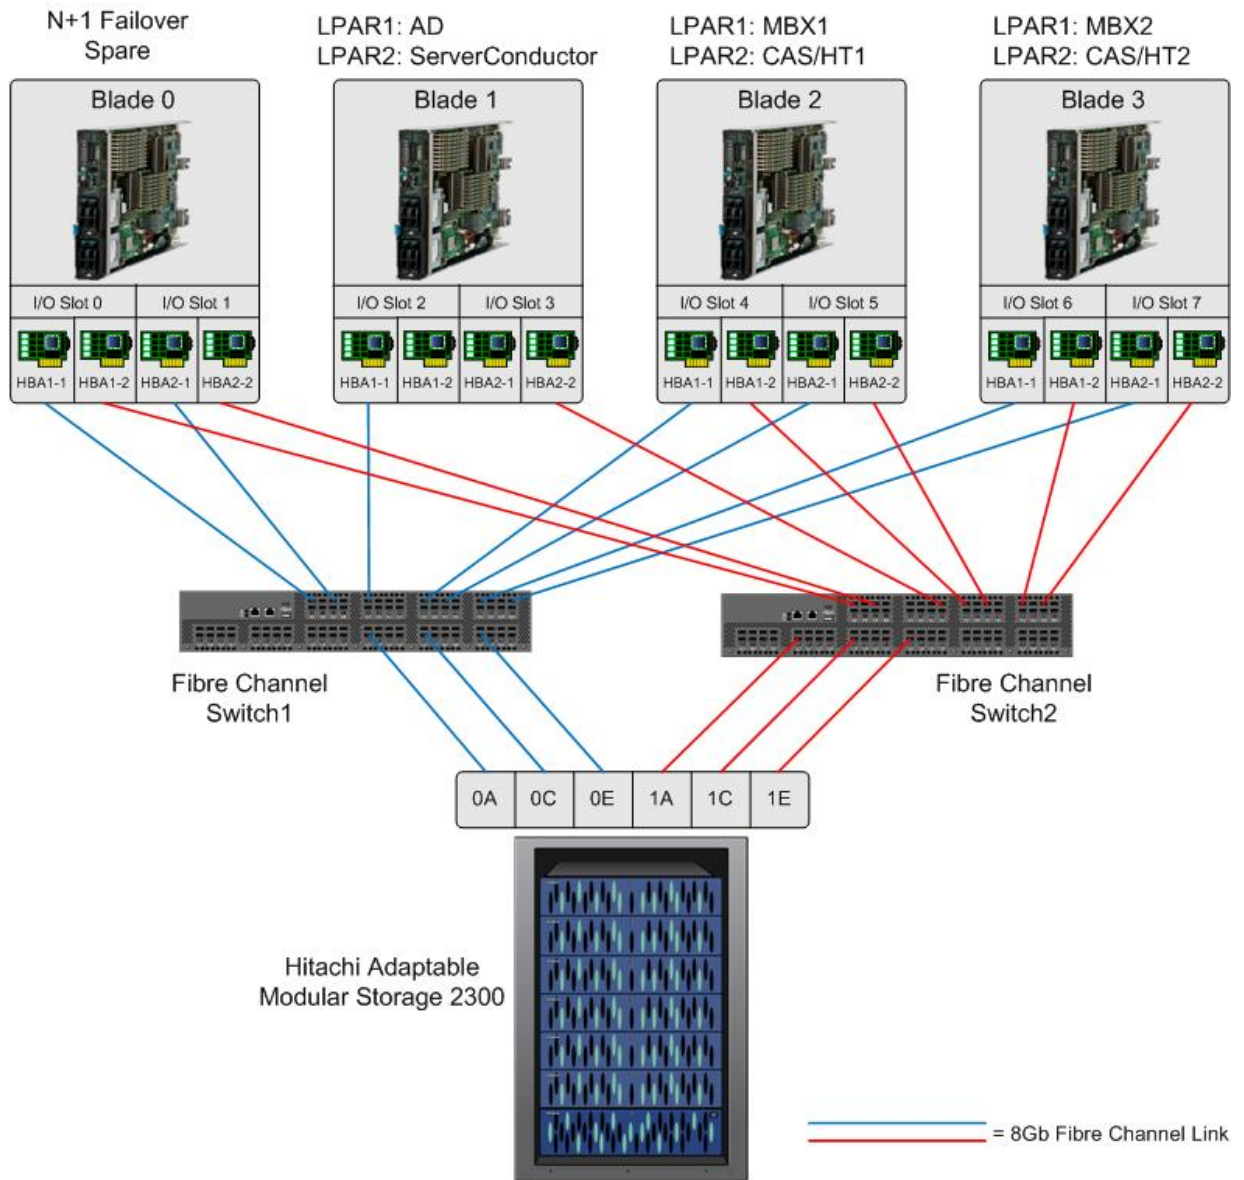 N+1 Failover
Spare
LPAR1: AD
LPAR2: ServerConductor
LPAR1: MBX1
LPAR2: CAS/HT1
LPAR1: MBX2
LPAR2: CAS/HT2
Blade 0
Blade 1
Blade 2
Blade 3
I/O Slot 0
I/O Slot 1
I/O Slot 2
I/O Slot 3
I/O Slot 4
I/O Slot 5
I/O Slot 6
I/O Slot 7
HBA1-1
HBA1-2
HBA2-1
HBA2-2
HBA1-1
HBA1-2
HBA2-1
HBA2-2
HBA1-1
HBA1-2
HBA2-1
HBA2-2
HBA1-1
HBA1-2
HBA2-1
HBA2-2
Fibre Channel
Switch1
Fibre Channel
Switch2
0A
0C
0E
1A
1C
1E
Hitachi Adaptable
Modular Storage 2300
= 8Gb Fibre Channel Link